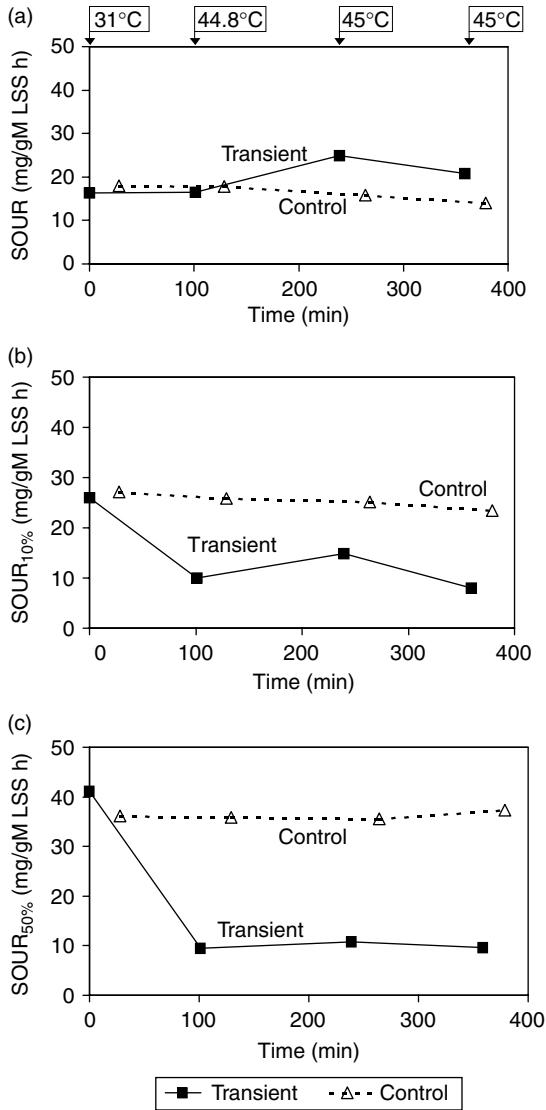 (a)
31°C 44.8°C 45°C 45°C
50
40
30
20
10
0
SOUR (mg/gM LSS h)
Transient
Control
0 100 200 300 400
Time (min)
(b)
50
40
30
20
10
0
SOUR10% (mg/gM LSS h)
Control
Transient
0 100 200 300 400
Time (min)
(c)
50
40
30
20
10
0
SOUR50% (mg/gM LSS h)
Control
Transient
0 100 200 300 400
Time (min)
Transient Control